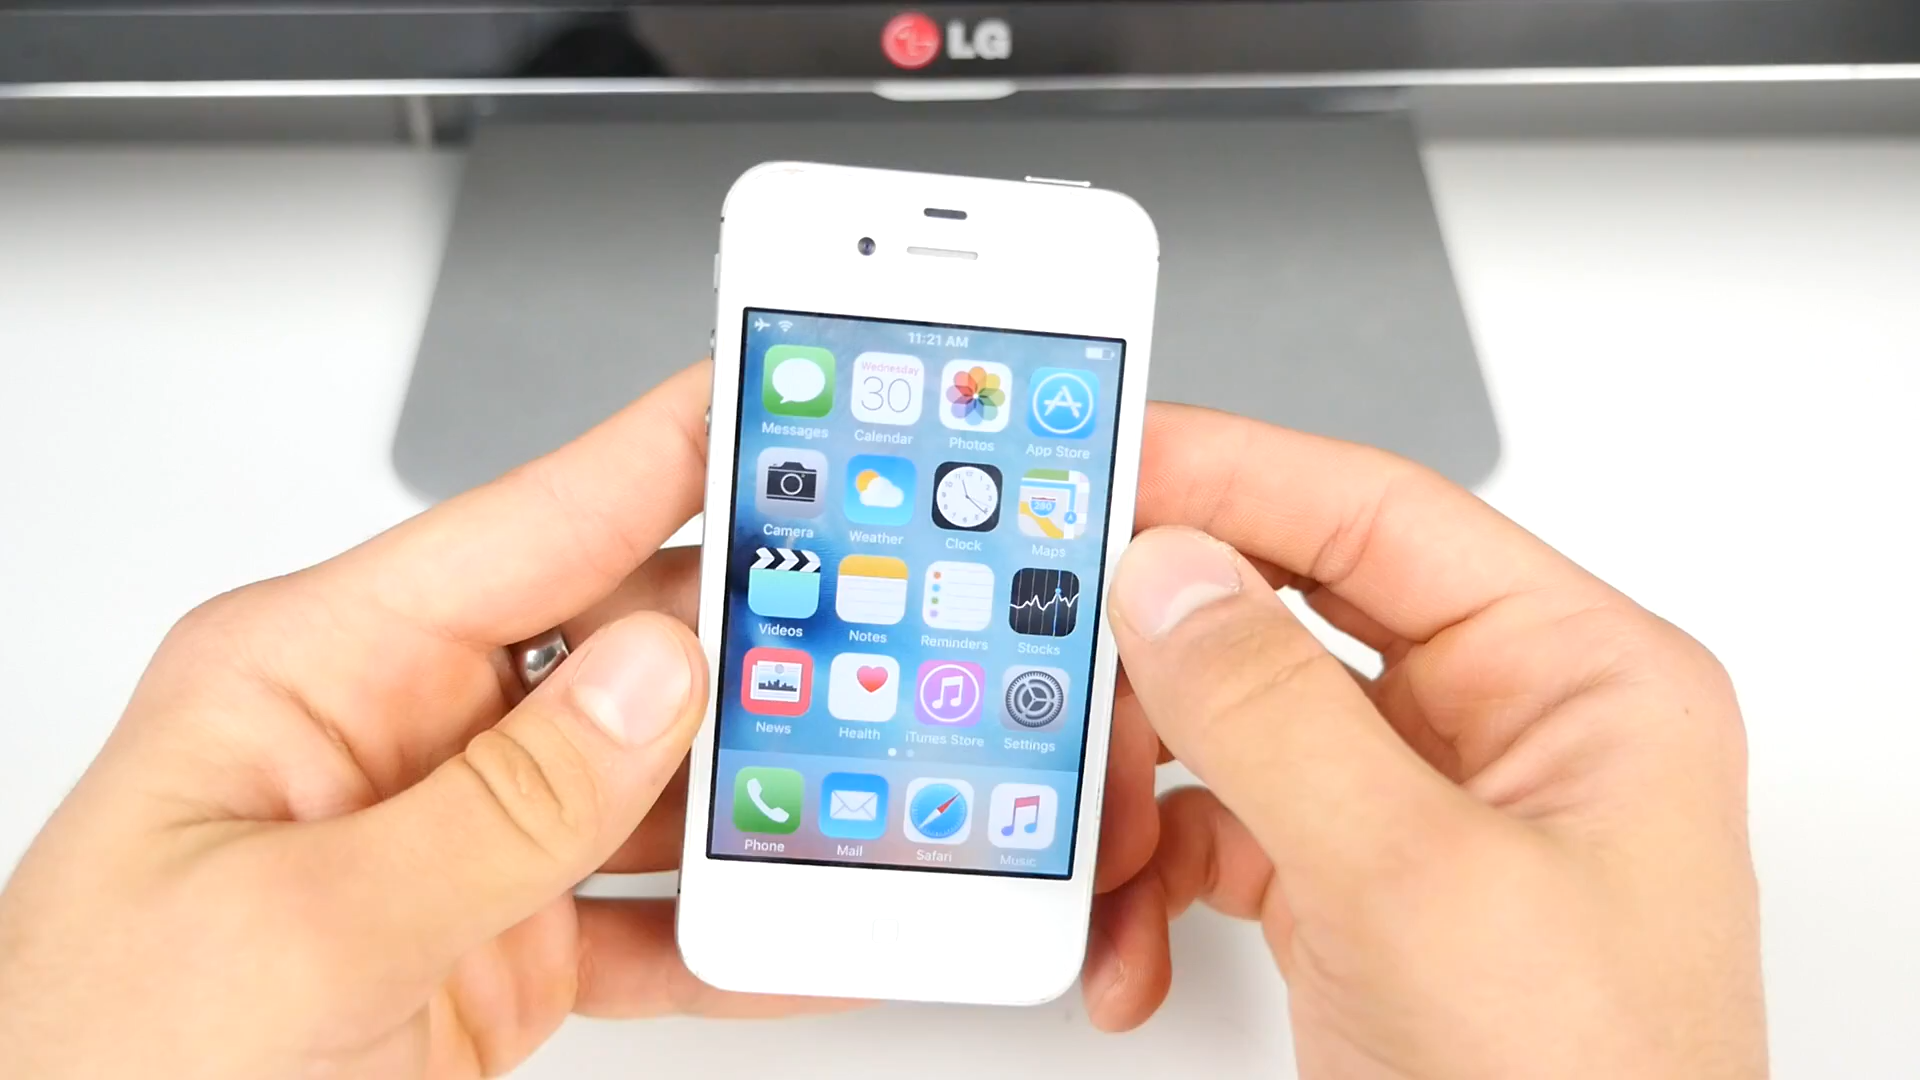 LG
11:21 AM
Wednesday
30
Messages
Calendar
Photos
App Store
280
Camera
Weather
Clock
Maps
Videos
Notes
Reminders
Stocks
News
Health
iTunes Store
Settings
Phone
Mail
Safari
Music